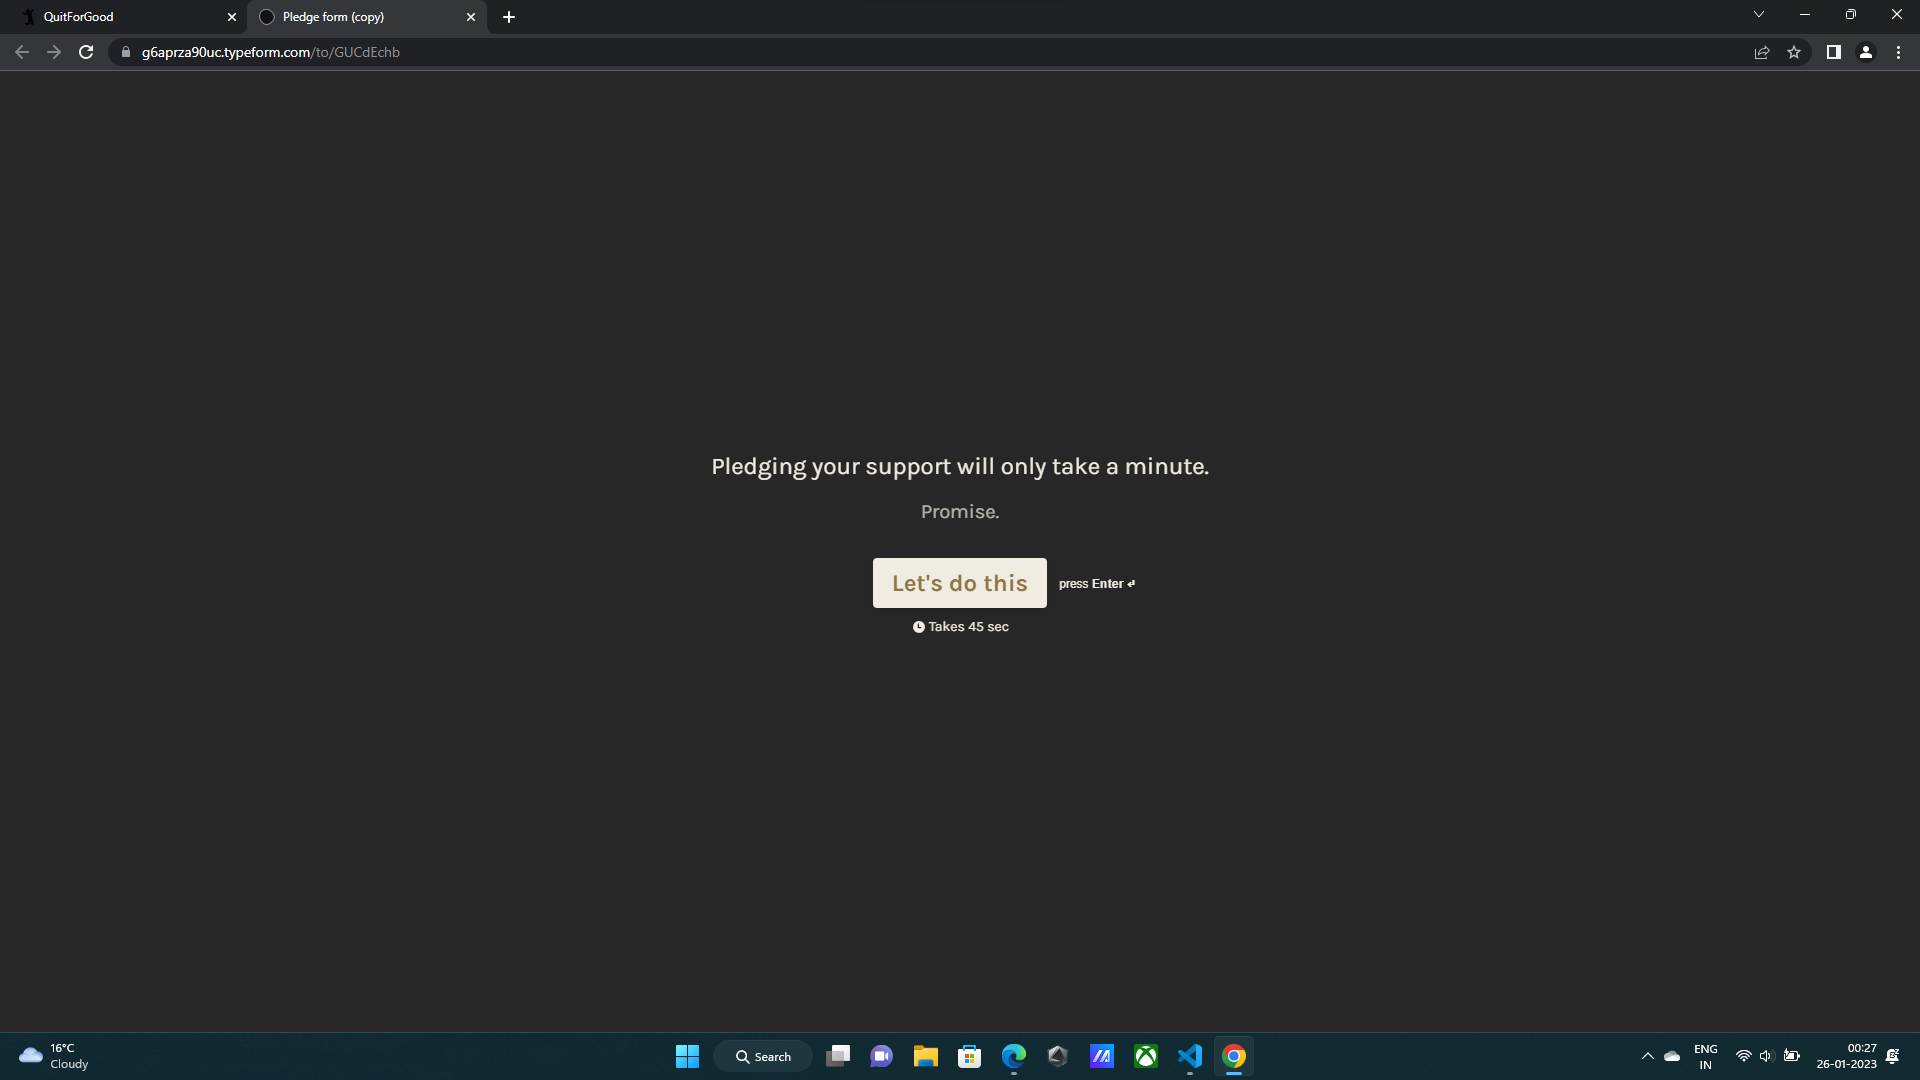 QuitForGood
Pledge form (copy)
g6aprza90uc.typeform.com/to/GUCdEchb
Pledging your support will only take a minute.
Promise.
Let's do this
press Enter ↵
Takes 45 sec
16°C
Cloudy
Search
ENG
IN
00:27
26-01-2023